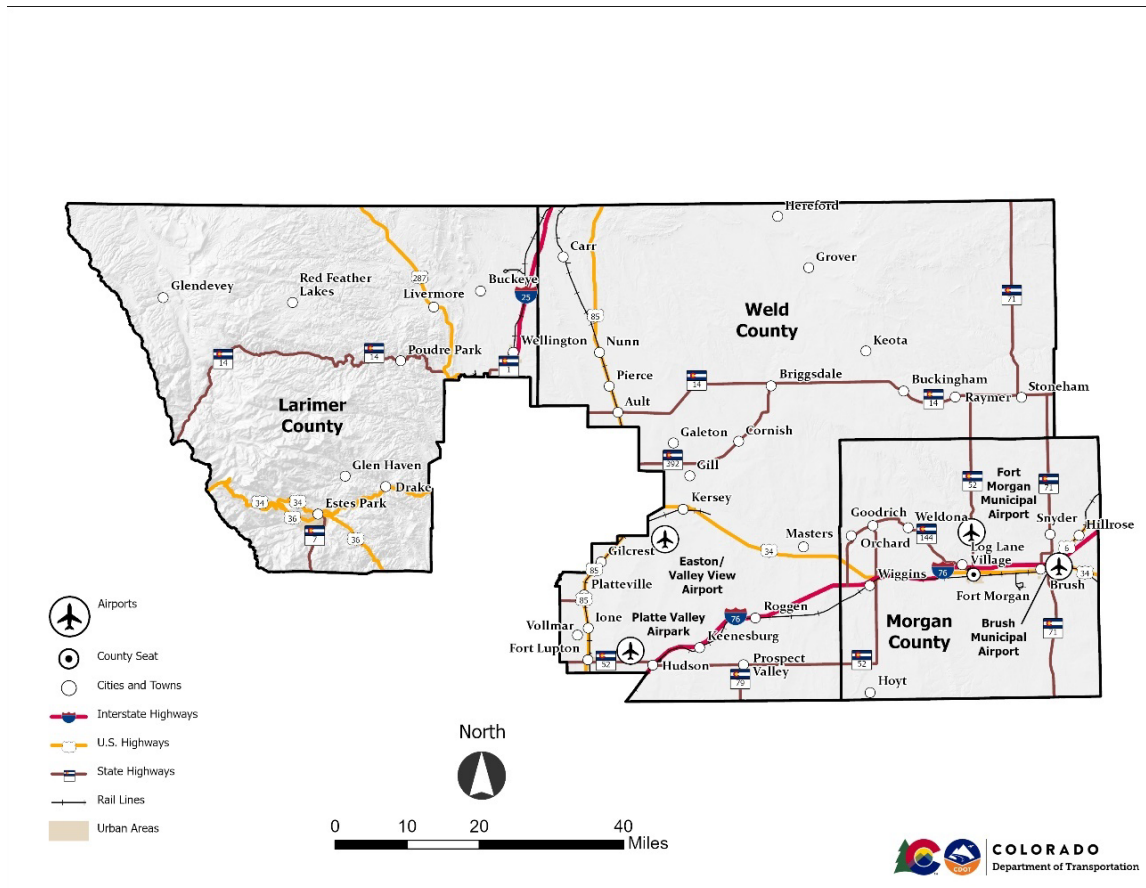 Hereford
Carr
Grover
287
Glendevey
Red Feather
Lakes
Buckeye
Livermore
25
71
Weld
County
85
Wellington
Nunn
Keota
14
14
Poudre Park
1
Pierce
14
Briggsdale
Buckingham
Stoneham
14
Raymer
Ault
Larimer
County
Galeton
Cornish
392
Gill
Glen Haven
Drake
34
34
36
Estes Park
7
36
52
71
Fort
Morgan
Municipal
Airport
Kersey
Goodrich
Weldona
Snyder
Hillrose
Masters
144
Orchard
34
6
Gilcrest
85
Easton/
Valley View
Airport
Log Lane
Village
Wiggins
76
34
Platteville
85
Fort Morgan
Brush
Roggen
76
Ione
Vollmar
Platte Valley
Airpark
Keenesburg
Morgan
County
Brush
Municipal
Airport
71
Fort Lupton
52
Hudson
Prospect
Valley
52
79
Hoyt
Airports
County Seat
Cities and Towns
Interstate Highways
U.S. Highways
State Highways
Rail Lines
Urban Areas
North
0 10 20 40
Miles
CDOT
COLORADO
Department of Transportation